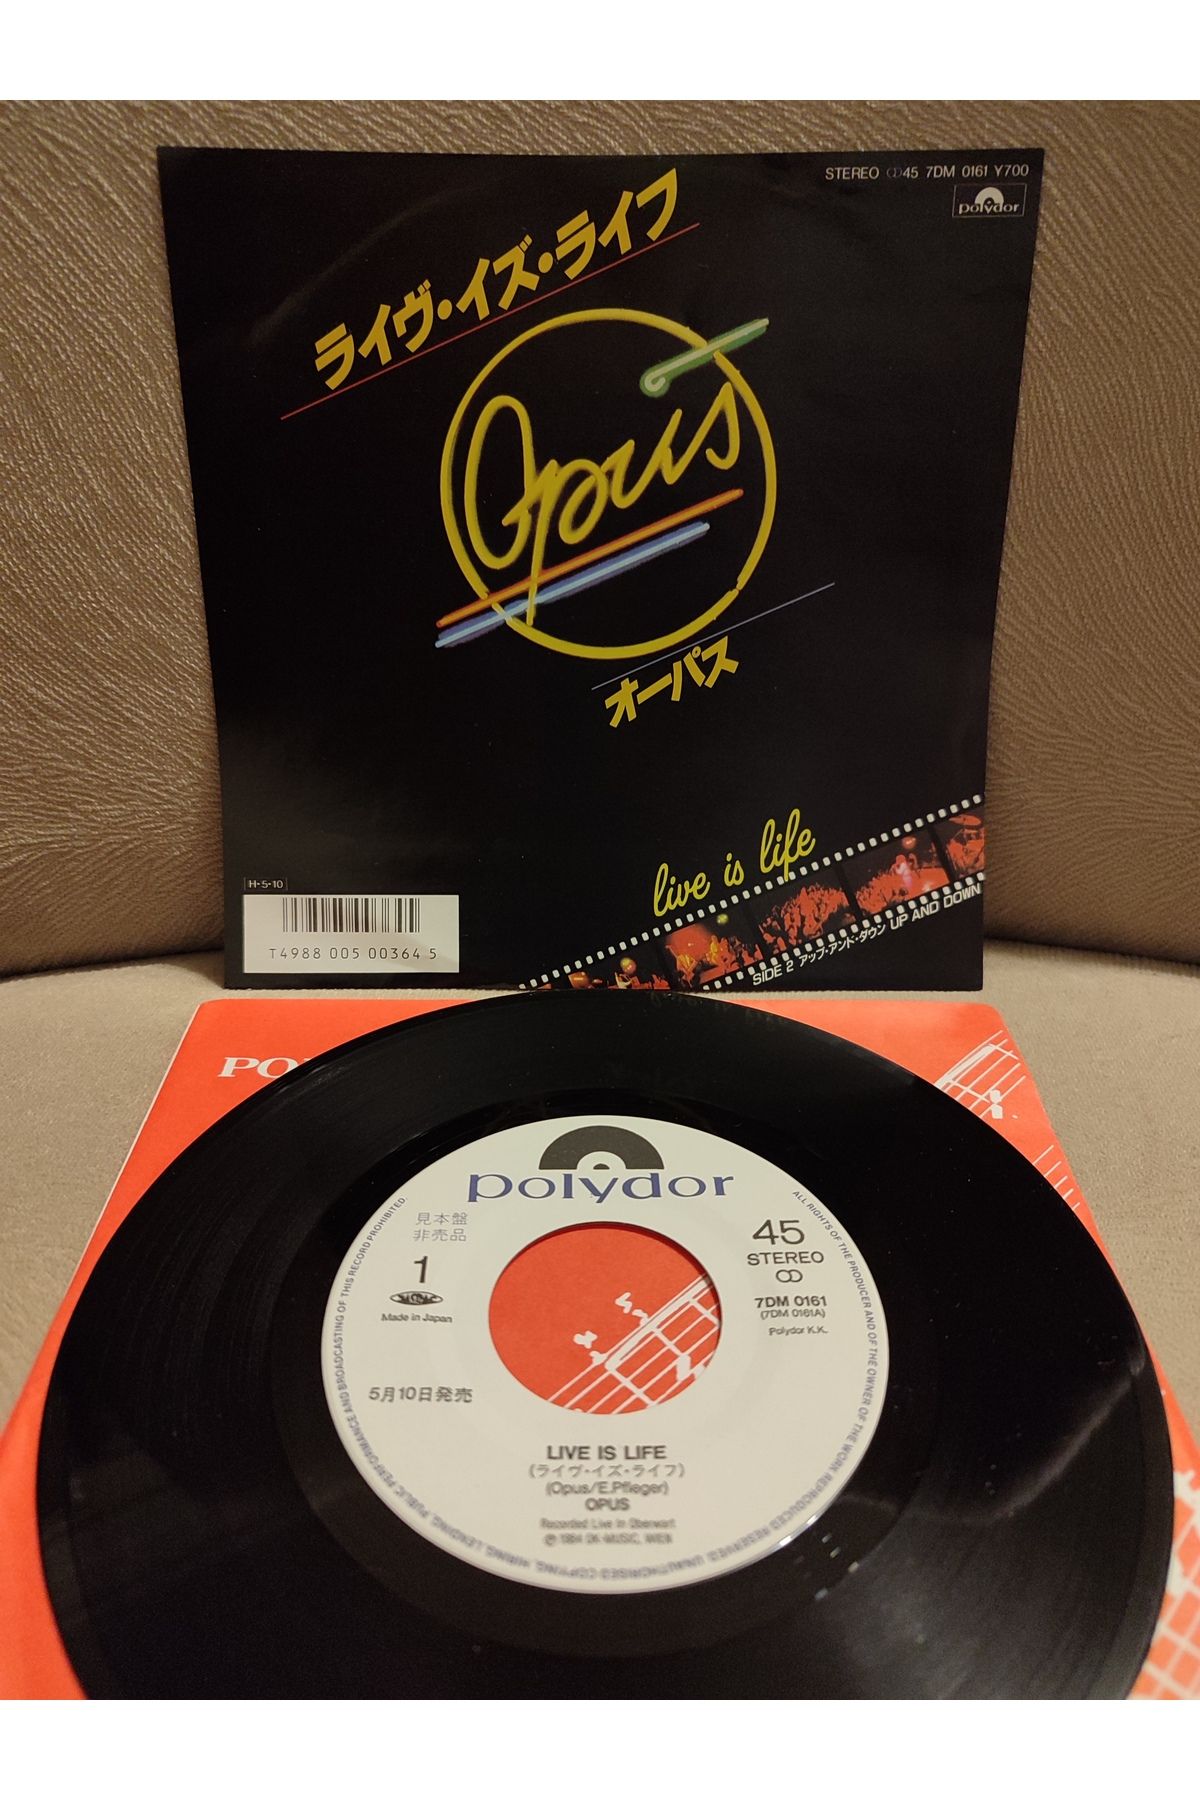 STEREO 45 7DM 0161 ¥700
polydor
ライヴ・イズ・ライフ
Opus
オーパス
live is life
SIDE 2 アップ・アンド・ダウン UP AND DOWN
H・5・10
T4988 005 00364 5
PO
polydor
見本盤
非売品
1
Made in Japan
45
STEREO
7DM 0161
(7DM 0161A)
Polydor K.K.
5月10日発売
LIVE IS LIFE
(ライヴ・イズ・ライフ)
(Opus/E.Pfleger)
OPUS
Recorded Live in Oberwart
℗ 1984 OK-MUSIC, WIEN
ALL RIGHTS OF THE PRODUCER AND OF THE OWNER OF THE WORK REPRODUCED RESERVED UNAUTHORISED COPYING, HIRING, LENDING, PUBLIC PERFORMANCE AND BROADCASTING OF THIS RECORD PROHIBITED.